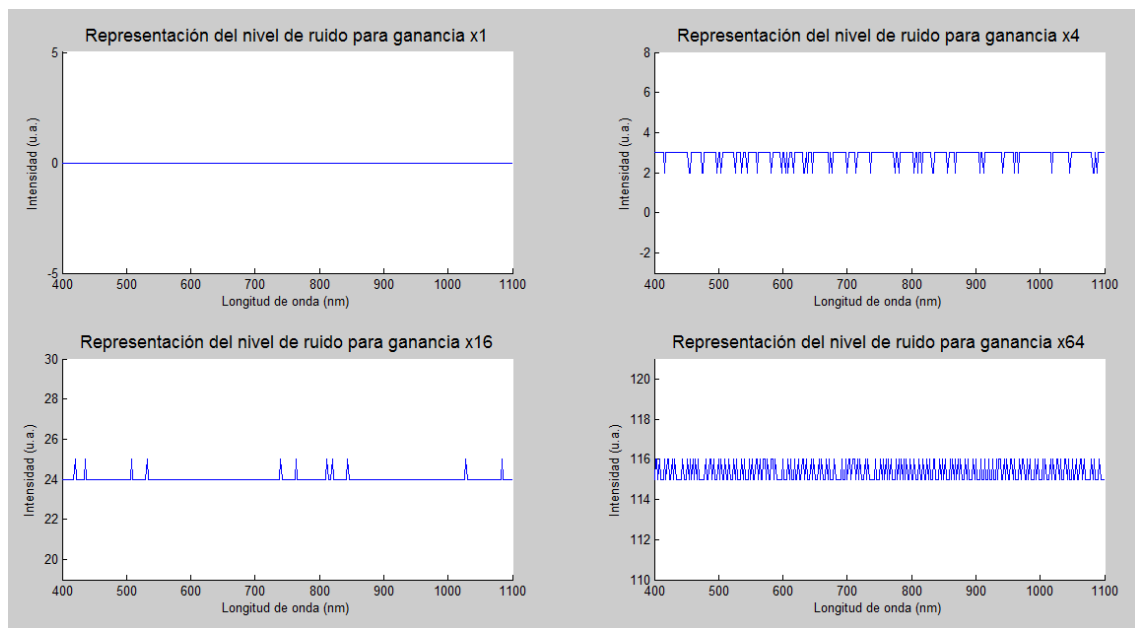 Representación del nivel de ruido para ganancia x1
5
0
-5
Intensidad (u.a.)
400 500 600 700 800 900 1000 1100
Longitud de onda (nm)
Representación del nivel de ruido para ganancia x4
8
6
4
2
0
-2
Intensidad (u.a.)
400 500 600 700 800 900 1000 1100
Longitud de onda (nm)
Representación del nivel de ruido para ganancia x16
30
28
26
24
22
20
Intensidad (u.a.)
400 500 600 700 800 900 1000 1100
Longitud de onda (nm)
Representación del nivel de ruido para ganancia x64
120
118
116
114
112
110
Intensidad (u.a.)
400 500 600 700 800 900 1000 1100
Longitud de onda (nm)